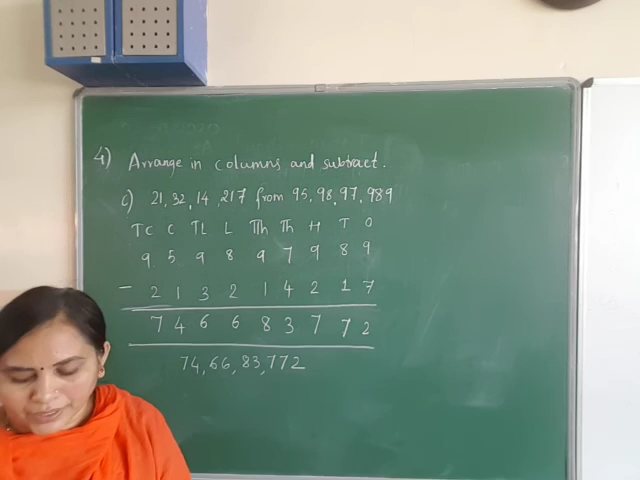 4) Arrange in columns and subtract.
c) 21,32,14,217 from 95,98,97,989
TC C TL L TTh Th H T O
9 5 9 8 9 7 9 8 9
- 2 1 3 2 1 4 2 1 7
7 4 6 6 8 3 7 7 2
74,66,83,772